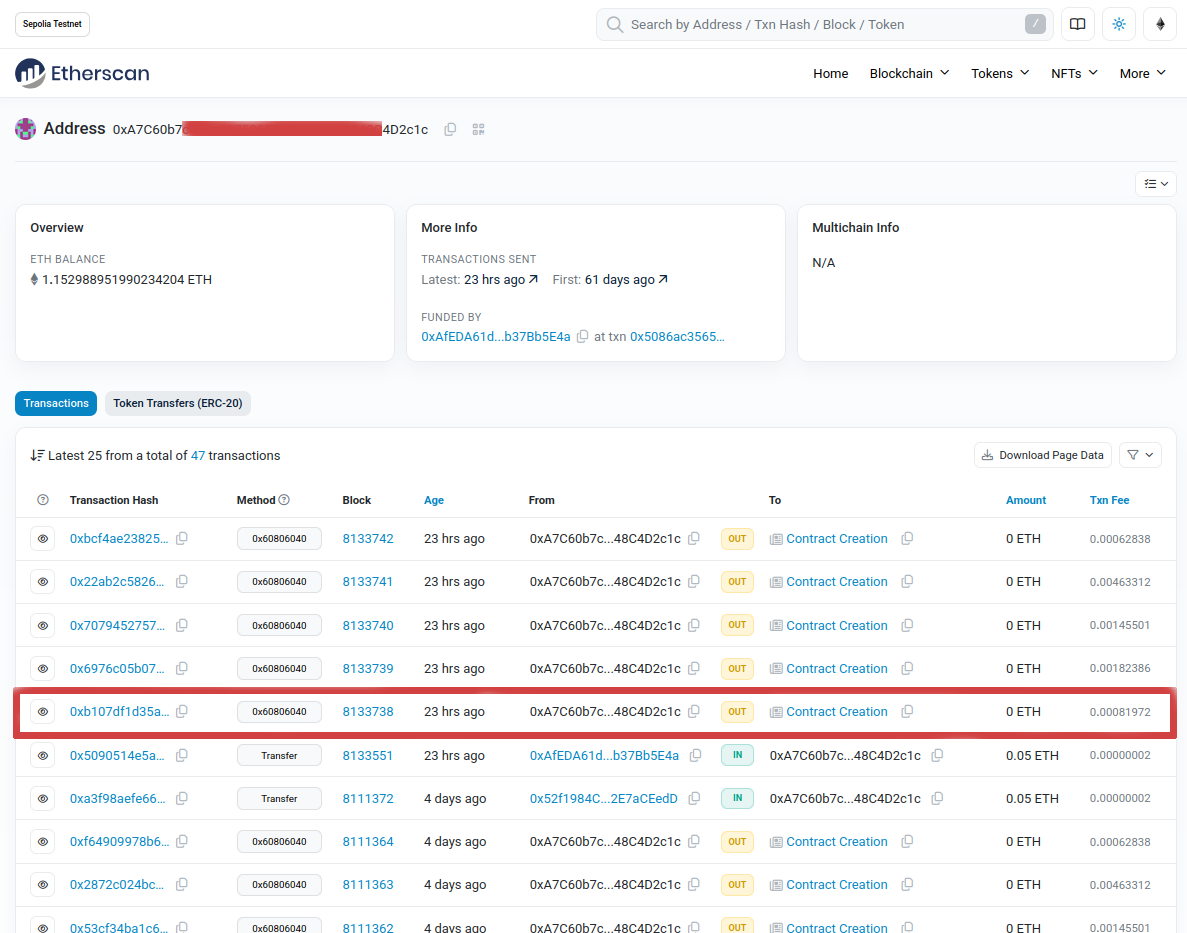 Sepolia Testnet
Search by Address / Txn Hash / Block / Token /
Etherscan
Home Blockchain Tokens NFTs More
Address 0xA7C60b7 4D2c1c
Overview
ETH BALANCE
1.152988951990234204 ETH
More Info
TRANSACTIONS SENT
Latest: 23 hrs ago First: 61 days ago
FUNDED BY
0xAfEDA61d...b37Bb5E4a at txn 0x5086ac3565...
Multichain Info
N/A
Transactions Token Transfers (ERC-20)
Latest 25 from a total of 47 transactions
Download Page Data
Transaction Hash Method Block Age From To Amount Txn Fee
0xbcf4ae23825... 0x60806040 8133742 23 hrs ago 0xA7C60b7c...48C4D2c1c OUT Contract Creation 0 ETH 0.00062838
0x22ab2c5826... 0x60806040 8133741 23 hrs ago 0xA7C60b7c...48C4D2c1c OUT Contract Creation 0 ETH 0.00463312
0x7079452757... 0x60806040 8133740 23 hrs ago 0xA7C60b7c...48C4D2c1c OUT Contract Creation 0 ETH 0.00145501
0x6976c05b07... 0x60806040 8133739 23 hrs ago 0xA7C60b7c...48C4D2c1c OUT Contract Creation 0 ETH 0.00182386
0xb107df1d35a... 0x60806040 8133738 23 hrs ago 0xA7C60b7c...48C4D2c1c OUT Contract Creation 0 ETH 0.00081972
0x5090514e5a... Transfer 8133551 23 hrs ago 0xAfEDA61d...b37Bb5E4a IN 0xA7C60b7c...48C4D2c1c 0.05 ETH 0.00000002
0xa3f98aefe66... Transfer 8111372 4 days ago 0x52f1984C...2E7aCEedD IN 0xA7C60b7c...48C4D2c1c 0.05 ETH 0.00000002
0xf64909978b6... 0x60806040 8111364 4 days ago 0xA7C60b7c...48C4D2c1c OUT Contract Creation 0 ETH 0.00062838
0x2872c024bc... 0x60806040 8111363 4 days ago 0xA7C60b7c...48C4D2c1c OUT Contract Creation 0 ETH 0.00463312
0x53cf34ba1c6... 0x60806040 8111362 4 days ago 0xA7C60b7c...48C4D2c1c OUT Contract Creation 0 ETH 0.00145501